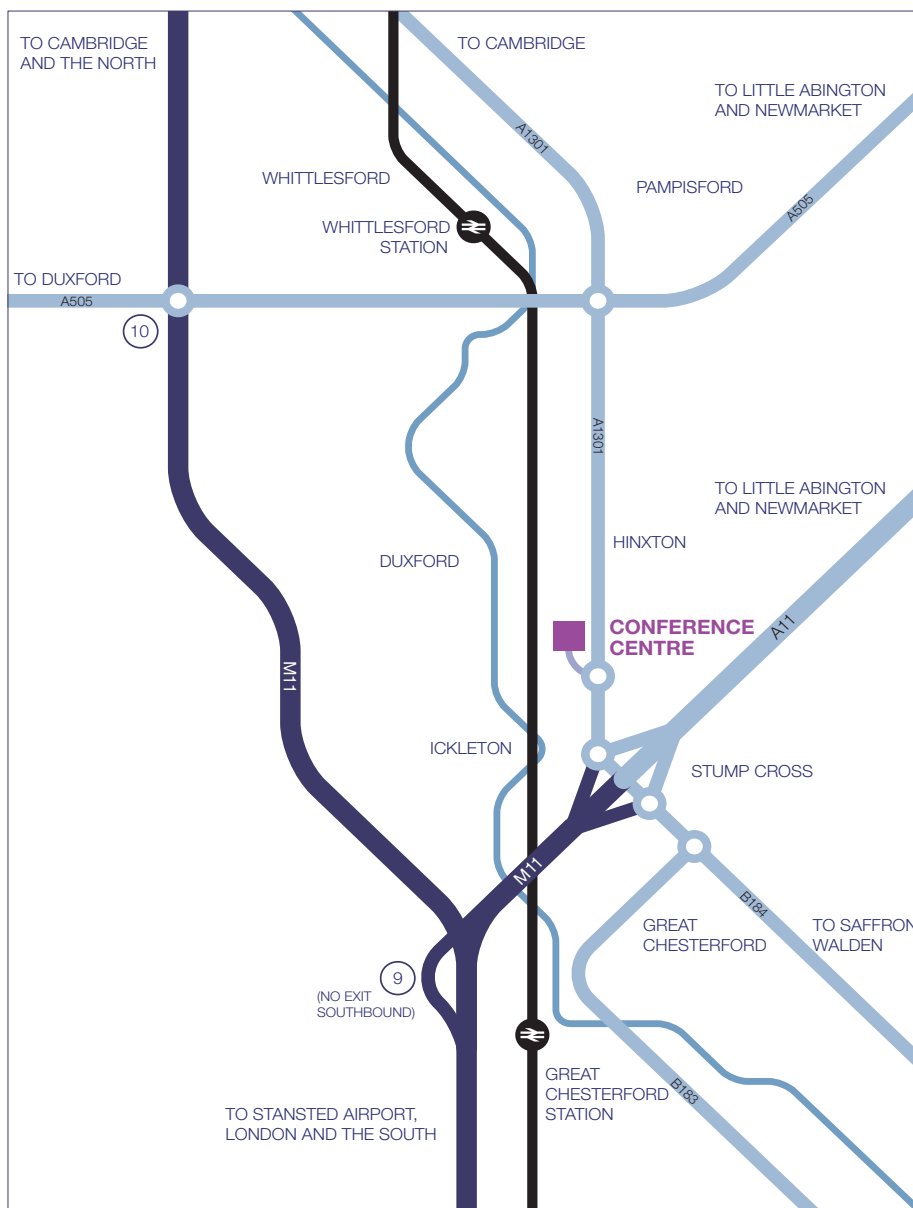 TO CAMBRIDGE
AND THE NORTH
TO CAMBRIDGE
TO LITTLE ABINGTON
AND NEWMARKET
A1301
WHITTLESFORD
PAMPISFORD
A505
WHITTLESFORD
STATION
TO DUXFORD
A505
10
A1301
TO LITTLE ABINGTON
AND NEWMARKET
HINXTON
DUXFORD
CONFERENCE
CENTRE
A11
M11
ICKLETON
STUMP CROSS
M11
B184
GREAT
CHESTERFORD
TO SAFFRON
WALDEN
9
(NO EXIT
SOUTHBOUND)
GREAT
CHESTERFORD
STATION
B183
TO STANSTED AIRPORT,
LONDON AND THE SOUTH